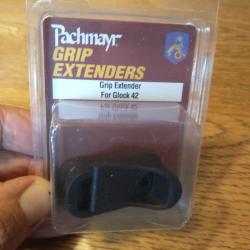 Pachmayr
GRIP
EXTENDERS
Grip Extender
For Glock 42